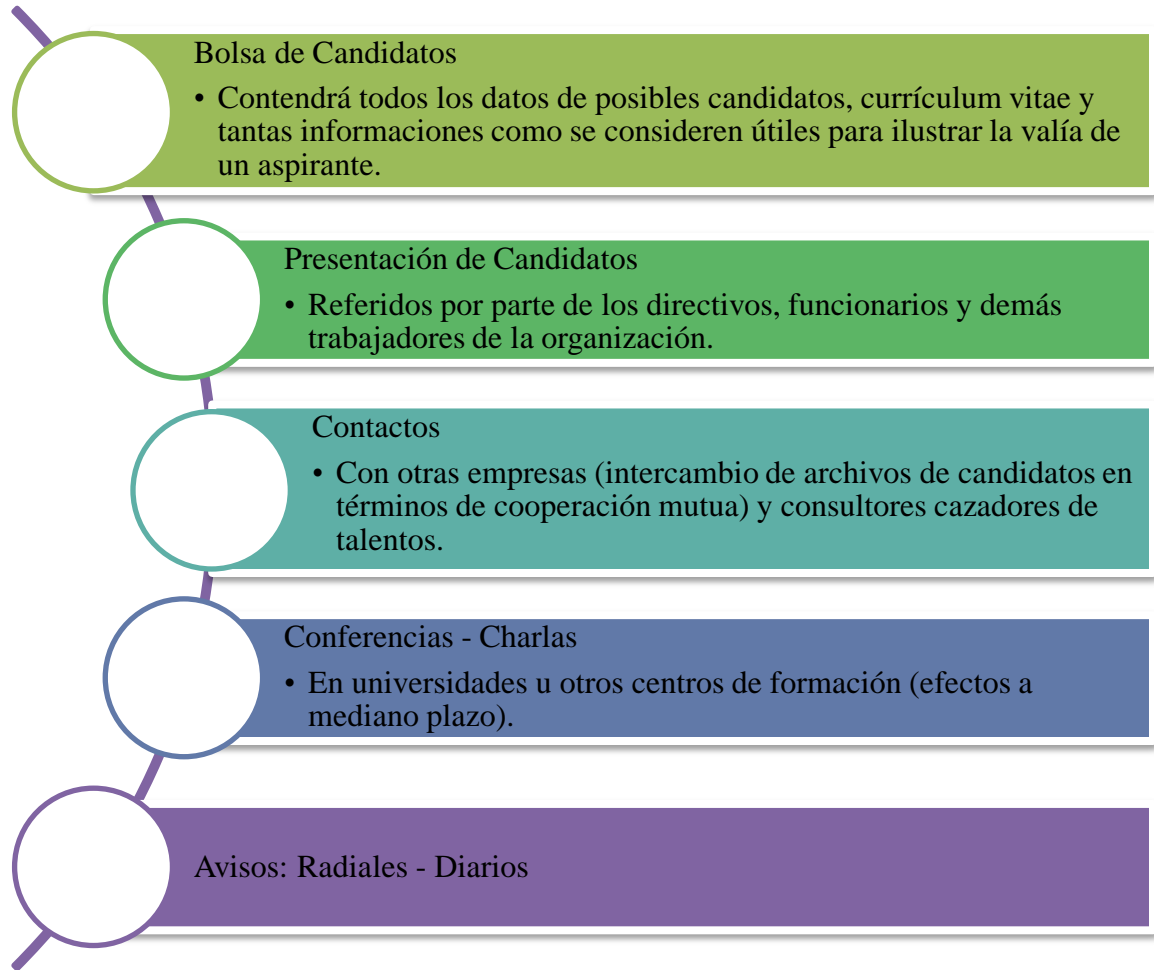 Bolsa de Candidatos
• Contendrá todos los datos de posibles candidatos, currículum vitae y
tantas informaciones como se consideren útiles para ilustrar la valía de
un aspirante.
Presentación de Candidatos
• Referidos por parte de los directivos, funcionarios y demás
trabajadores de la organización.
Contactos
• Con otras empresas (intercambio de archivos de candidatos en
términos de cooperación mutua) y consultores cazadores de
talentos.
Conferencias - Charlas
• En universidades u otros centros de formación (efectos a
mediano plazo).
Avisos: Radiales - Diarios